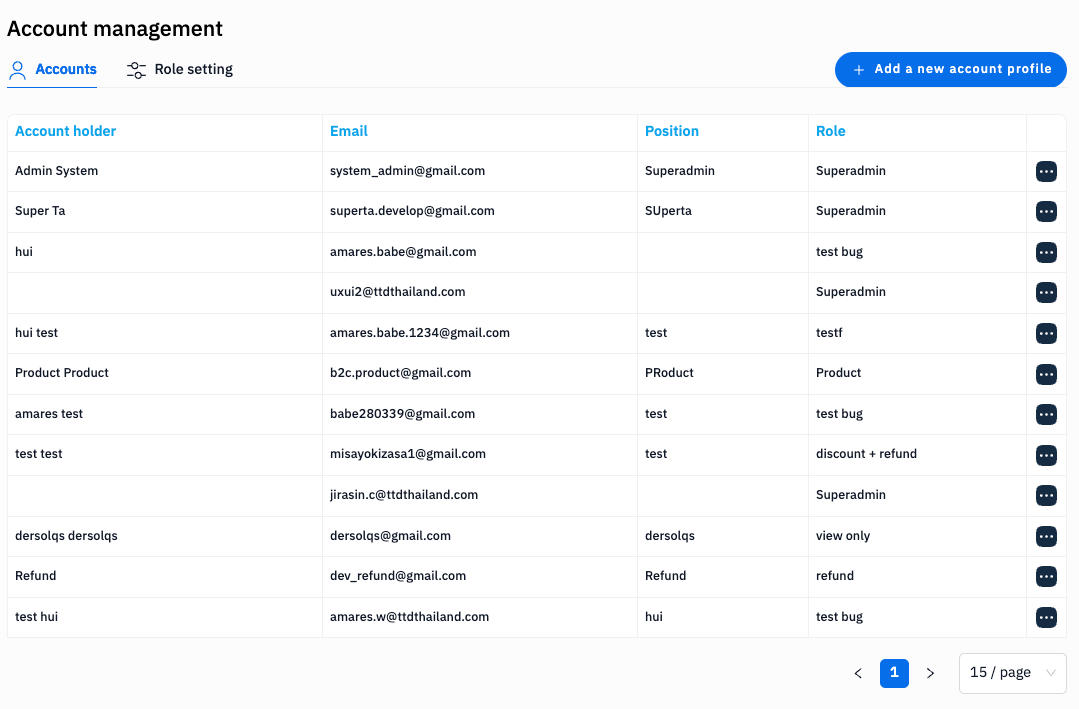 Account management
Accounts Role setting + Add a new account profile
Account holder Email Position Role
Admin System system_admin@gmail.com Superadmin Superadmin
Super Ta superta.develop@gmail.com SUperta Superadmin
hui amares.babe@gmail.com test bug
uxui2@ttdthailand.com Superadmin
hui test amares.babe.1234@gmail.com test testf
Product Product b2c.product@gmail.com PRoduct Product
amares test babe280339@gmail.com test test bug
test test misayokizasa1@gmail.com test discount + refund
jirasin.c@ttdthailand.com Superadmin
dersolqs dersolqs dersolqs@gmail.com dersolqs view only
Refund dev_refund@gmail.com Refund refund
test hui amares.w@ttdthailand.com hui test bug
< 1 > 15 / page